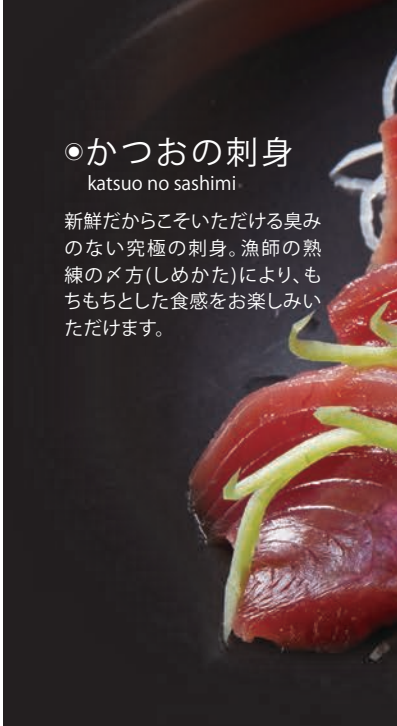 ◉かつおの刺身
katsuo no sashimi
新鮮だからこそいただける臭み
のない究極の刺身。漁師の熟
練の〆方(しめかた)により、も
ちもちとした食感をお楽しみい
ただけます。